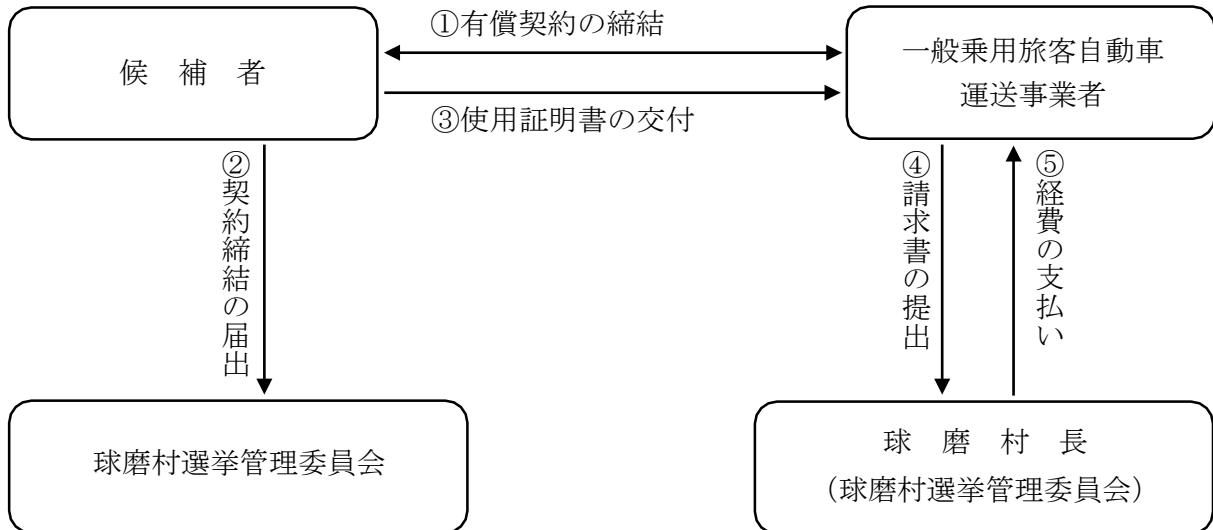 ①有償契約の締結
候　補　者
一般乗用旅客自動車
運送事業者
③使用証明書の交付
②契約締結の届出
④請求書の提出
⑤経費の支払い
球磨村選挙管理委員会
球　磨　村　長
（球磨村選挙管理委員会）